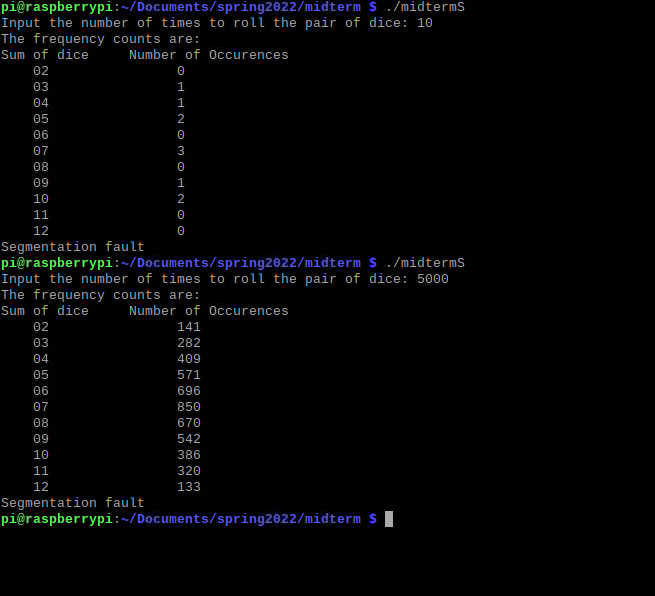 pi@raspberrypi:~/Documents/spring2022/midterm $ ./midtermS
Input the number of times to roll the pair of dice: 10
The frequency counts are:
Sum of dice     Number of Occurences
    02                0
    03                1
    04                1
    05                2
    06                0
    07                3
    08                0
    09                1
    10                2
    11                0
    12                0
Segmentation fault
pi@raspberrypi:~/Documents/spring2022/midterm $ ./midtermS
Input the number of times to roll the pair of dice: 5000
The frequency counts are:
Sum of dice     Number of Occurences
    02                141
    03                282
    04                409
    05                571
    06                696
    07                850
    08                670
    09                542
    10                386
    11                320
    12                133
Segmentation fault
pi@raspberrypi:~/Documents/spring2022/midterm $